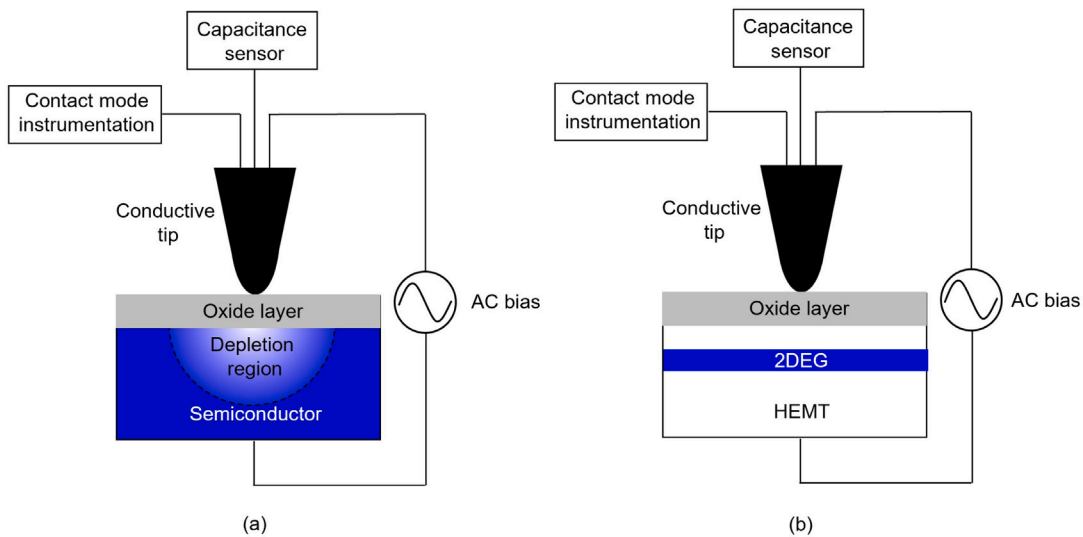 Capacitance
sensor
Contact mode
instrumentation
Conductive
tip
AC bias
Oxide layer
Depletion
region
Semiconductor
(a)
Capacitance
sensor
Contact mode
instrumentation
Conductive
tip
AC bias
Oxide layer
2DEG
HEMT
(b)